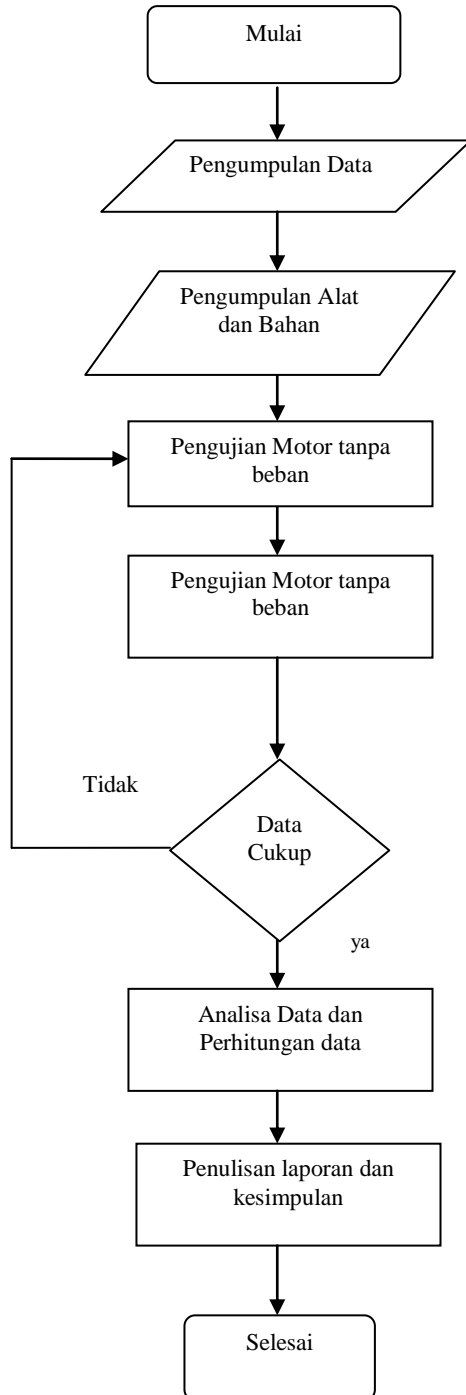 Mulai
Pengumpulan Data
Pengumpulan Alat
dan Bahan
Pengujian Motor tanpa
beban
Pengujian Motor tanpa
beban
Tidak
Data
Cukup
ya
Analisa Data dan
Perhitungan data
Penulisan laporan dan
kesimpulan
Selesai